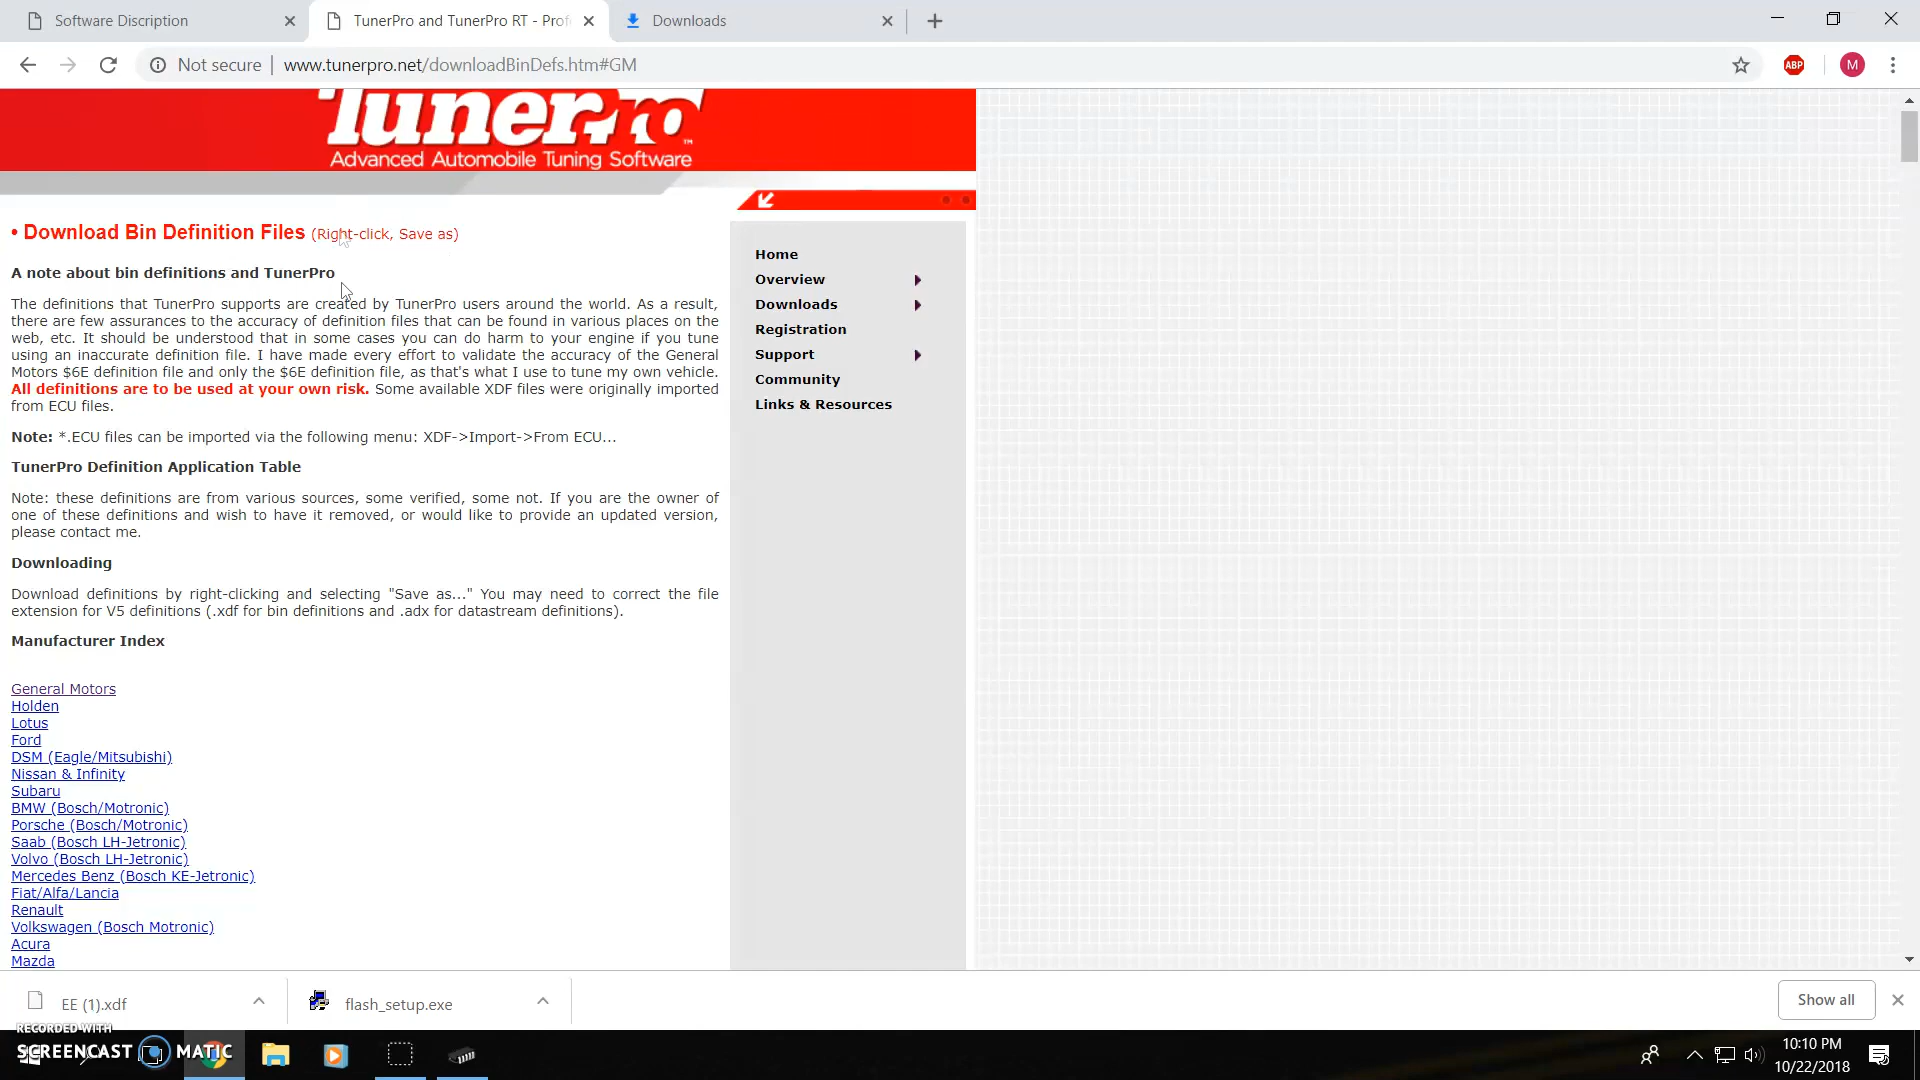 Software Discription
TunerPro and TunerPro RT - Prof
Downloads
Not secure
www.tunerpro.net/downloadBinDefs.htm#GM
ABP
M
TunerPro
™
Advanced Automobile Tuning Software
• Download Bin Definition Files (Right-click, Save as)
A note about bin definitions and TunerPro
The definitions that TunerPro supports are created by TunerPro users around the world. As a result,
there are few assurances to the accuracy of definition files that can be found in various places on the
web, etc. It should be understood that in some cases you can do harm to your engine if you tune
using an inaccurate definition file. I have made every effort to validate the accuracy of the General
Motors $6E definition file and only the $6E definition file, as that's what I use to tune my own vehicle.
All definitions are to be used at your own risk. Some available XDF files were originally imported
from ECU files.
Note: *.ECU files can be imported via the following menu: XDF->Import->From ECU...
TunerPro Definition Application Table
Note: these definitions are from various sources, some verified, some not. If you are the owner of
one of these definitions and wish to have it removed, or would like to provide an updated version,
please contact me.
Downloading
Download definitions by right-clicking and selecting "Save as..." You may need to correct the file
extension for V5 definitions (.xdf for bin definitions and .adx for datastream definitions).
Manufacturer Index
General Motors
Holden
Lotus
Ford
DSM (Eagle/Mitsubishi)
Nissan & Infinity
Subaru
BMW (Bosch/Motronic)
Porsche (Bosch/Motronic)
Saab (Bosch LH-Jetronic)
Volvo (Bosch LH-Jetronic)
Mercedes Benz (Bosch KE-Jetronic)
Fiat/Alfa/Lancia
Renault
Volkswagen (Bosch Motronic)
Acura
Mazda
Home
Overview
Downloads
Registration
Support
Community
Links & Resources
EE (1).xdf
flash_setup.exe
Show all
RECORDED WITH
SCREENCAST MATIC
10:10 PM
10/22/2018